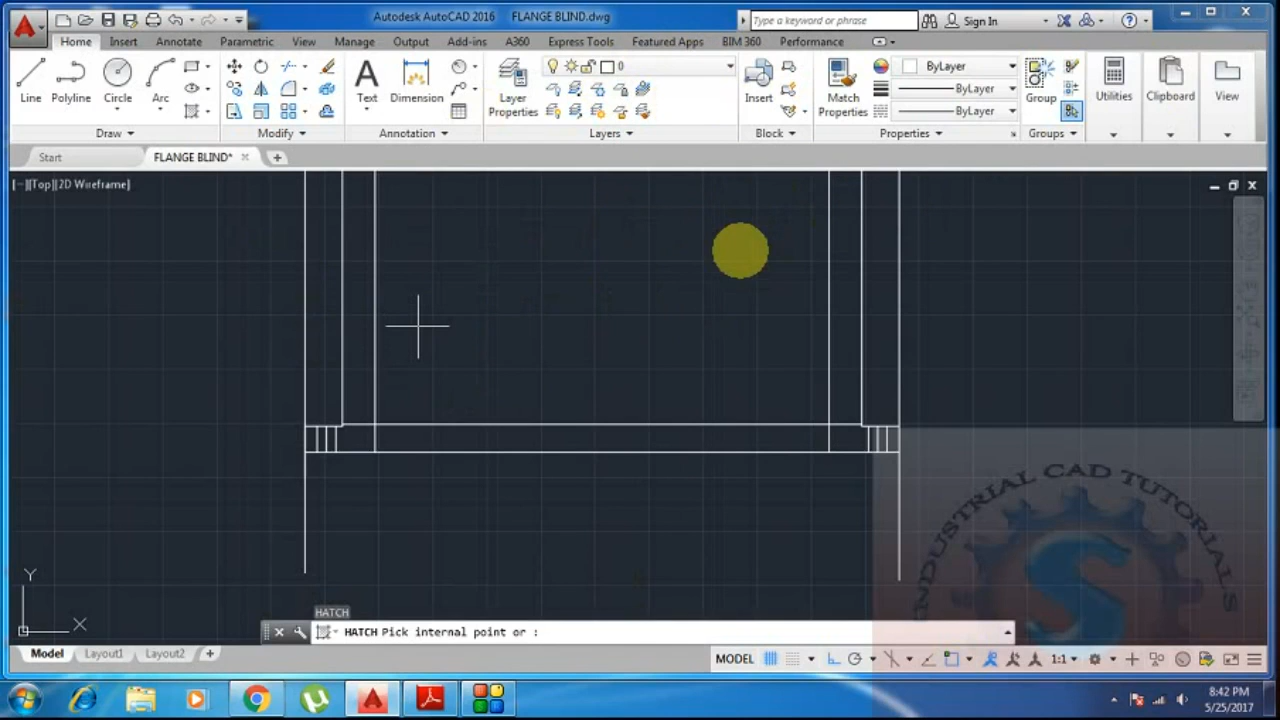 Autodesk AutoCAD 2016 FLANGE BLIND.dwg
Type a keyword or phrase
Sign In
Home Insert Annotate Parametric View Manage Output Add-ins A360 Express Tools Featured Apps BIM 360 Performance
0
ByLayer
ByLayer
ByLayer
Line Polyline Circle Arc Text Dimension Layer Properties Insert Match Properties Group Utilities Clipboard View
Draw Modify Annotation Layers Block Properties Groups
Start FLANGE BLIND*
[−][Top][2D Wireframe]
INDUSTRIAL CAD TUTORIALS
S
Y
X
HATCH
HATCH Pick internal point or :
Model Layout1 Layout2
MODEL 1:1
8:42 PM
5/25/2017